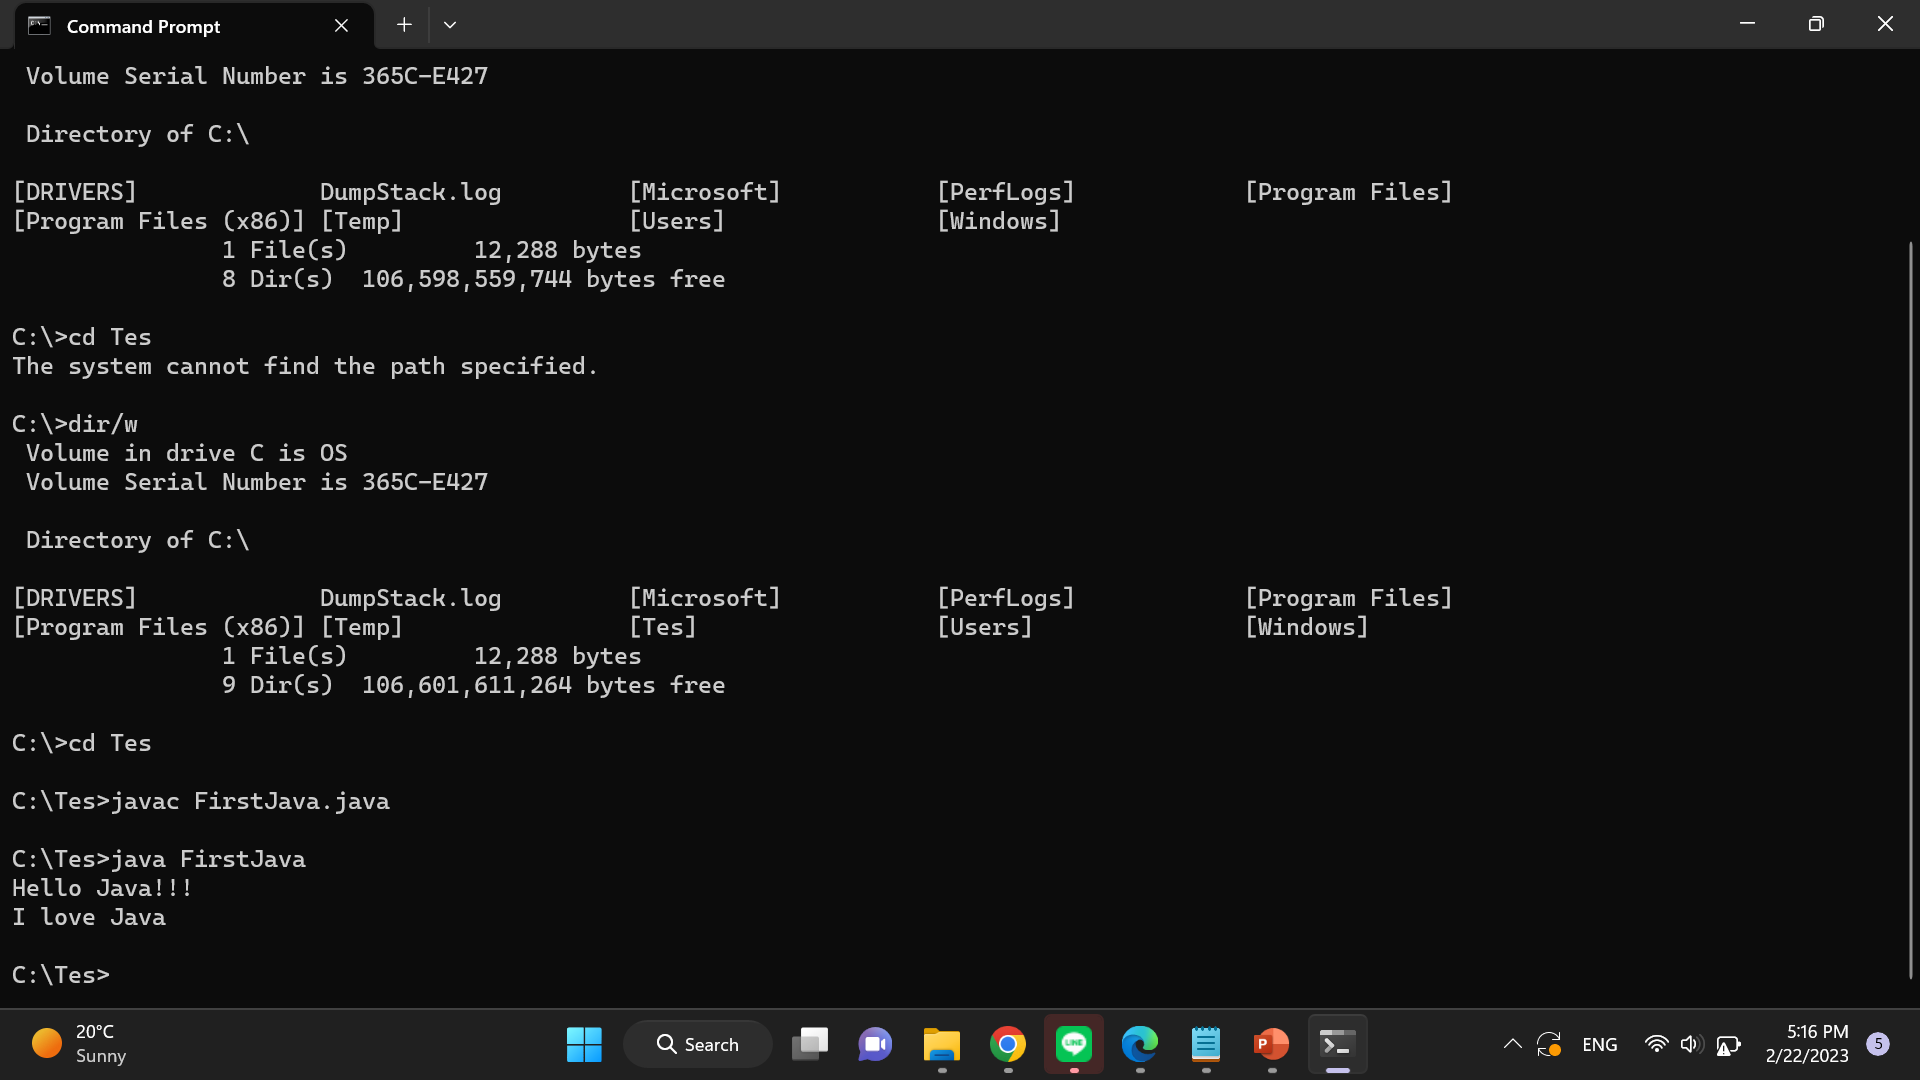 Command Prompt
Volume Serial Number is 365C-E427
Directory of C:\
[DRIVERS] DumpStack.log [Microsoft] [PerfLogs] [Program Files]
[Program Files (x86)] [Temp] [Users] [Windows]
1 File(s) 12,288 bytes
8 Dir(s) 106,598,559,744 bytes free
C:\>cd Tes
The system cannot find the path specified.
C:\>dir/w
Volume in drive C is OS
Volume Serial Number is 365C-E427
Directory of C:\
[DRIVERS] DumpStack.log [Microsoft] [PerfLogs] [Program Files]
[Program Files (x86)] [Temp] [Tes] [Users] [Windows]
1 File(s) 12,288 bytes
9 Dir(s) 106,601,611,264 bytes free
C:\>cd Tes
C:\Tes>javac FirstJava.java
C:\Tes>java FirstJava
Hello Java!!!
I love Java
C:\Tes>
20°C
Sunny
Search
LINE
P
ENG
5:16 PM
2/22/2023
5